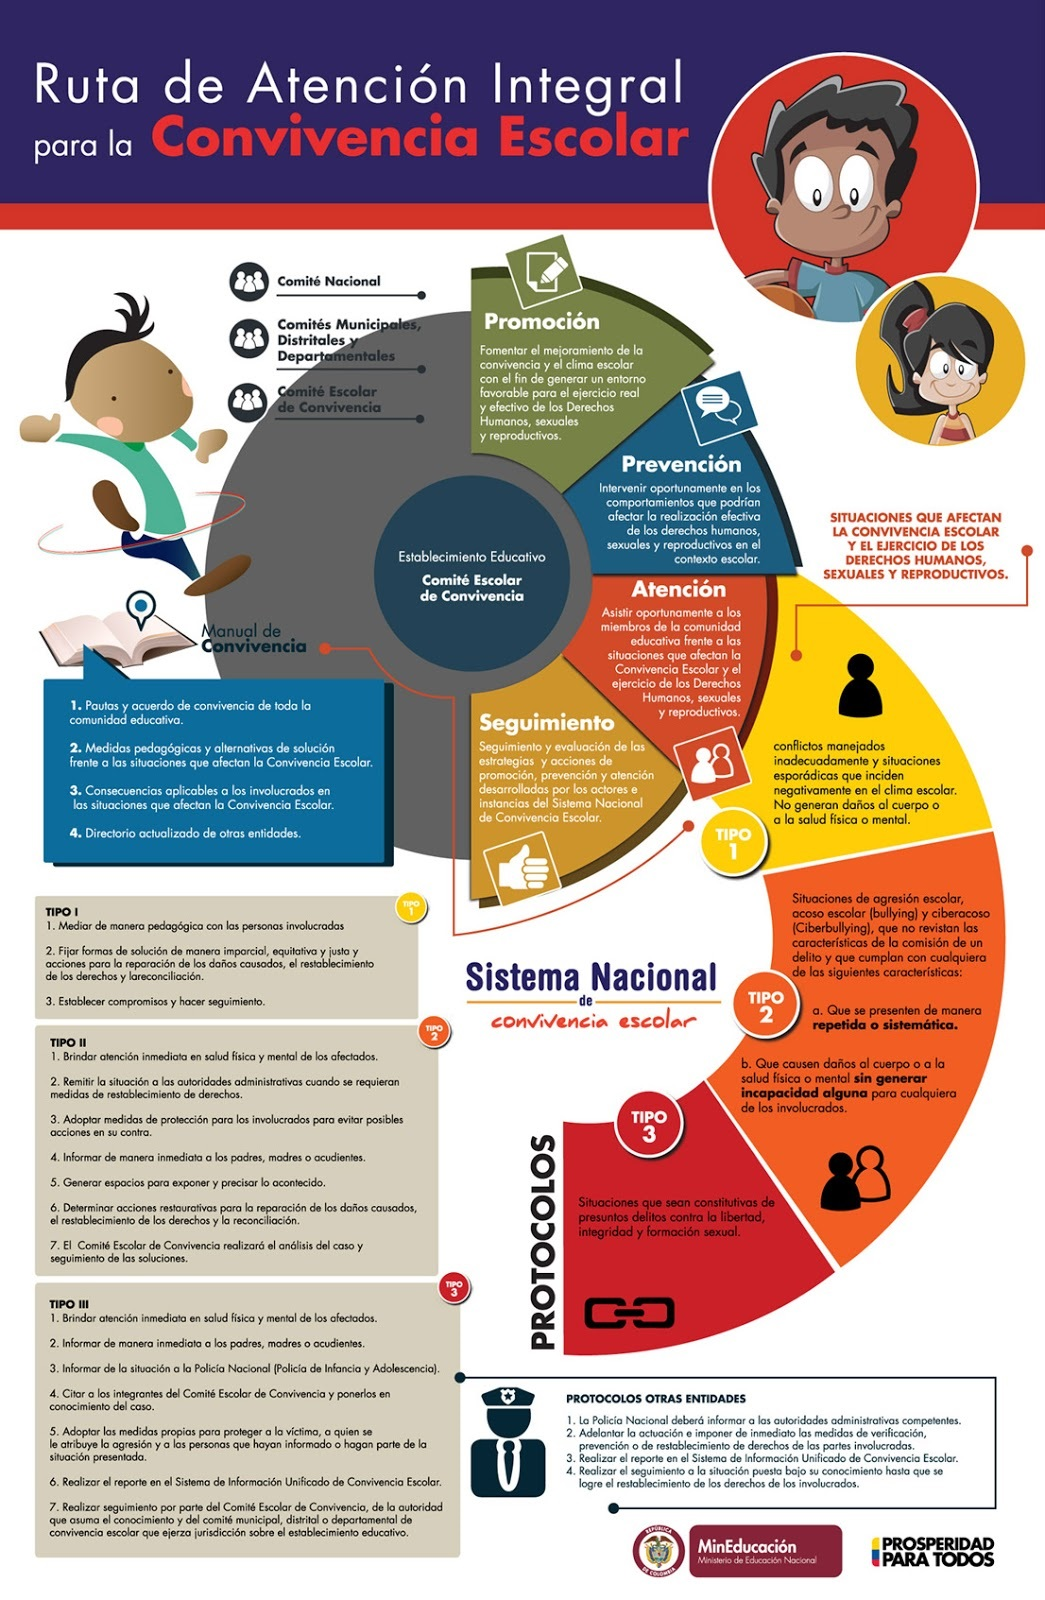 Ruta de Atención Integral
para la Convivencia Escolar
Comité Nacional
Comités Municipales,
Distritales y
Departamentales
Comité Escolar
de Convivencia
Promoción
Fomentar el mejoramiento de la
convivencia y el clima escolar
con el fin de generar un entorno
favorable para el ejercicio real
y efectivo de los Derechos
Humanos, sexuales
y reproductivos.
Prevención
Intervenir oportunamente en los
comportamientos que podrían
afectar la realización efectiva
de los derechos humanos,
sexuales y reproductivos en el
contexto escolar.
Establecimiento Educativo
Comité Escolar
de Convivencia
SITUACIONES QUE AFECTAN
LA CONVIVENCIA ESCOLAR
Y EL EJERCICIO DE LOS
DERECHOS HUMANOS,
SEXUALES Y REPRODUCTIVOS.
Atención
Asistir oportunamente a los
miembros de la comunidad
educativa frente a las
situaciones que afectan la
Convivencia Escolar y el
ejercicio de los Derechos
Humanos, sexuales
y reproductivos.
Seguimiento
Seguimiento y evaluación de las
estrategias y acciones de
promoción, prevención y atención
desarrolladas por los actores e
instancias del Sistema Nacional
de Convivencia Escolar.
Manual de
Convivencia
1. Pautas y acuerdo de convivencia de toda la
comunidad educativa.
2. Medidas pedagógicas y alternativas de solución
frente a las situaciones que afectan la Convivencia Escolar.
3. Consecuencias aplicables a los involucrados en
las situaciones que afectan la Convivencia Escolar.
4. Directorio actualizado de otras entidades.
conflictos manejados
inadecuadamente y situaciones
esporádicas que inciden
negativamente en el clima escolar.
No generan daños al cuerpo o
a la salud física o mental.
TIPO
1
Situaciones de agresión escolar,
acoso escolar (bullying) y ciberacoso
(Ciberbullying), que no revistan las
características de la comisión de un
delito y que cumplan con cualquiera
de las siguientes características:
a. Que se presenten de manera
repetida o sistemática.
b. Que causen daños al cuerpo o a la
salud física o mental sin generar
incapacidad alguna para cualquiera
de los involucrados.
TIPO
2
Sistema Nacional
de
convivencia escolar
TIPO
3
PROTOCOLOS
Situaciones que sean constitutivas de
presuntos delitos contra la libertad,
integridad y formación sexual.
TIPO
1
TIPO I
1. Mediar de manera pedagógica con las personas involucradas
2. Fijar formas de solución de manera imparcial, equitativa y justa y
acciones para la reparación de los daños causados, el restablecimiento
de los derechos y lareconciliación.
3. Establecer compromisos y hacer seguimiento.
TIPO
2
TIPO II
1. Brindar atención inmediata en salud física y mental de los afectados.
2. Remitir la situación a las autoridades administrativas cuando se requieran
medidas de restablecimiento de derechos.
3. Adoptar medidas de protección para los involucrados para evitar posibles
acciones en su contra.
4. Informar de manera inmediata a los padres, madres o acudientes.
5. Generar espacios para exponer y precisar lo acontecido.
6. Determinar acciones restaurativas para la reparación de los daños causados,
el restablecimiento de los derechos y la reconciliación.
7. El Comité Escolar de Convivencia realizará el análisis del caso y
seguimiento de las soluciones.
TIPO
3
TIPO III
1. Brindar atención inmediata en salud física y mental de los afectados.
2. Informar de manera inmediata a los padres, madres o acudientes.
3. Informar de la situación a la Policía Nacional (Policía de Infancia y Adolescencia).
4. Citar a los integrantes del Comité Escolar de Convivencia y ponerlos en
conocimiento del caso.
5. Adoptar las medidas propias para proteger a la víctima, a quien se
le atribuye la agresión y a las personas que hayan informado o hagan parte de la
situación presentada.
6. Realizar el reporte en el Sistema de Información Unificado de Convivencia Escolar.
7. Realizar seguimiento por parte del Comité Escolar de Convivencia, de la autoridad
que asuma el conocimiento y del comité municipal, distrital o departamental de
convivencia escolar que ejerza jurisdicción sobre el establecimiento educativo.
PROTOCOLOS OTRAS ENTIDADES
1. La Policía Nacional deberá informar a las autoridades administrativas competentes.
2. Adelantar la actuación e imponer de inmediato las medidas de verificación,
prevención o de restablecimiento de derechos de las partes involucradas.
3. Realizar el reporte en el Sistema de Información Unificado de Convivencia Escolar.
4. Realizar el seguimiento a la situación puesta bajo su conocimiento hasta que se
logre el restablecimiento de los derechos de los involucrados.
REPÚBLICA
DE COLOMBIA
MinEducación
Ministerio de Educación Nacional
PROSPERIDAD
PARA TODOS